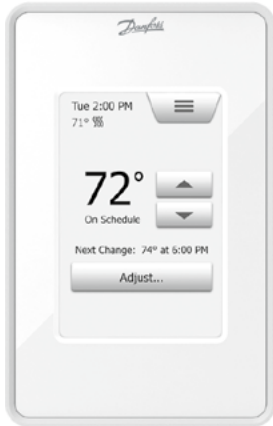 Danfoss
Tue 2:00 PM
71°
72°
On Schedule
Next Change: 74° at 6:00 PM
Adjust...